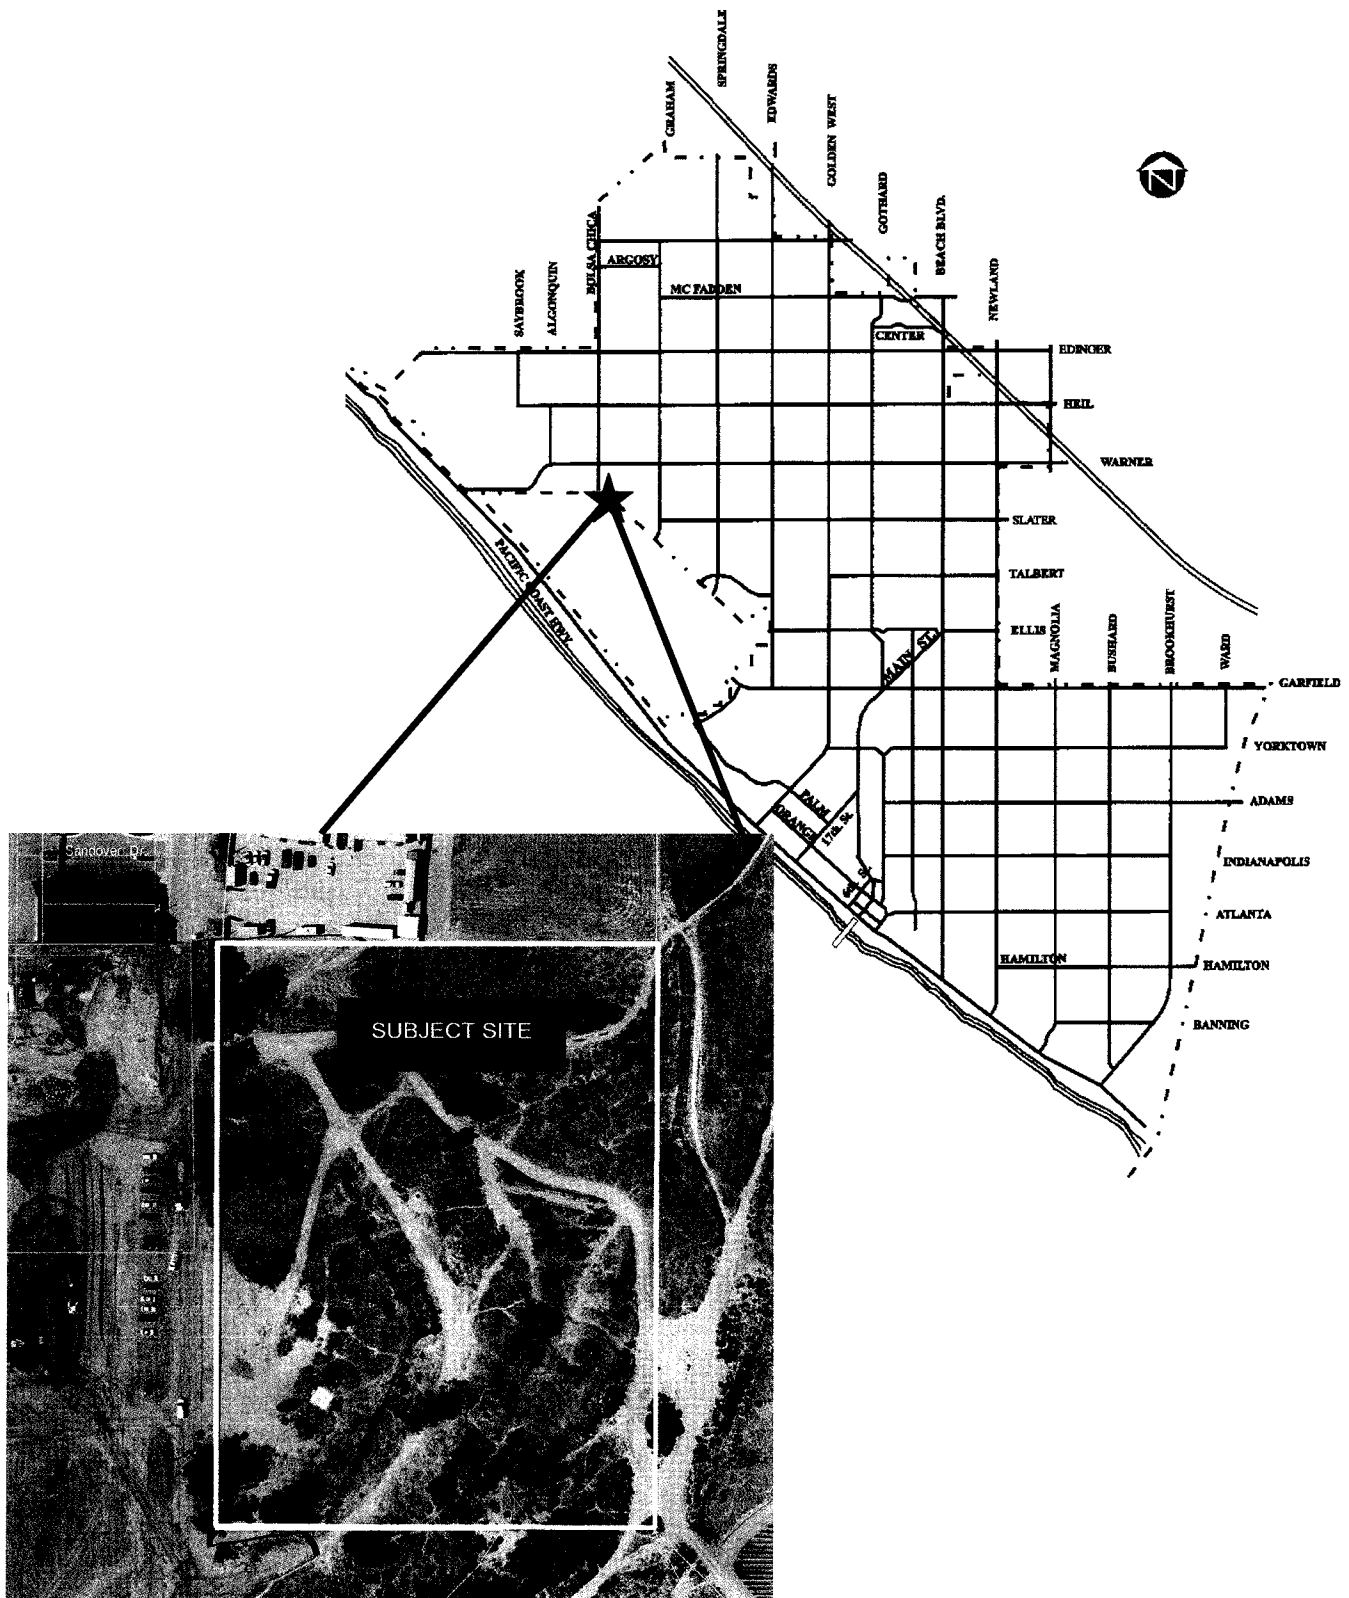 SPRINGDALE
GRAHAM
EDWARDS
GOLDEN WEST
GOTHARD
BEACH BLVD.
NEWLAND
BOLSA CHICA
SAYBROOK
ALGONQUIN
N
ARGOSY
MC FADDEN
CENTER
EDINGER
HEIL
WARNER
SLATER
TALBERT
ELLIS
PACIFIC COAST HWY
MAIN ST.
MAGNOLIA
BUSHARD
BROOKHURST
WARD
GARFIELD
YORKTOWN
PALM
ORANGE
17th. St.
ADAMS
INDIANAPOLIS
ATLANTA
HAMILTON
HAMILTON
BANNING
Sandover Dr.
SUBJECT SITE